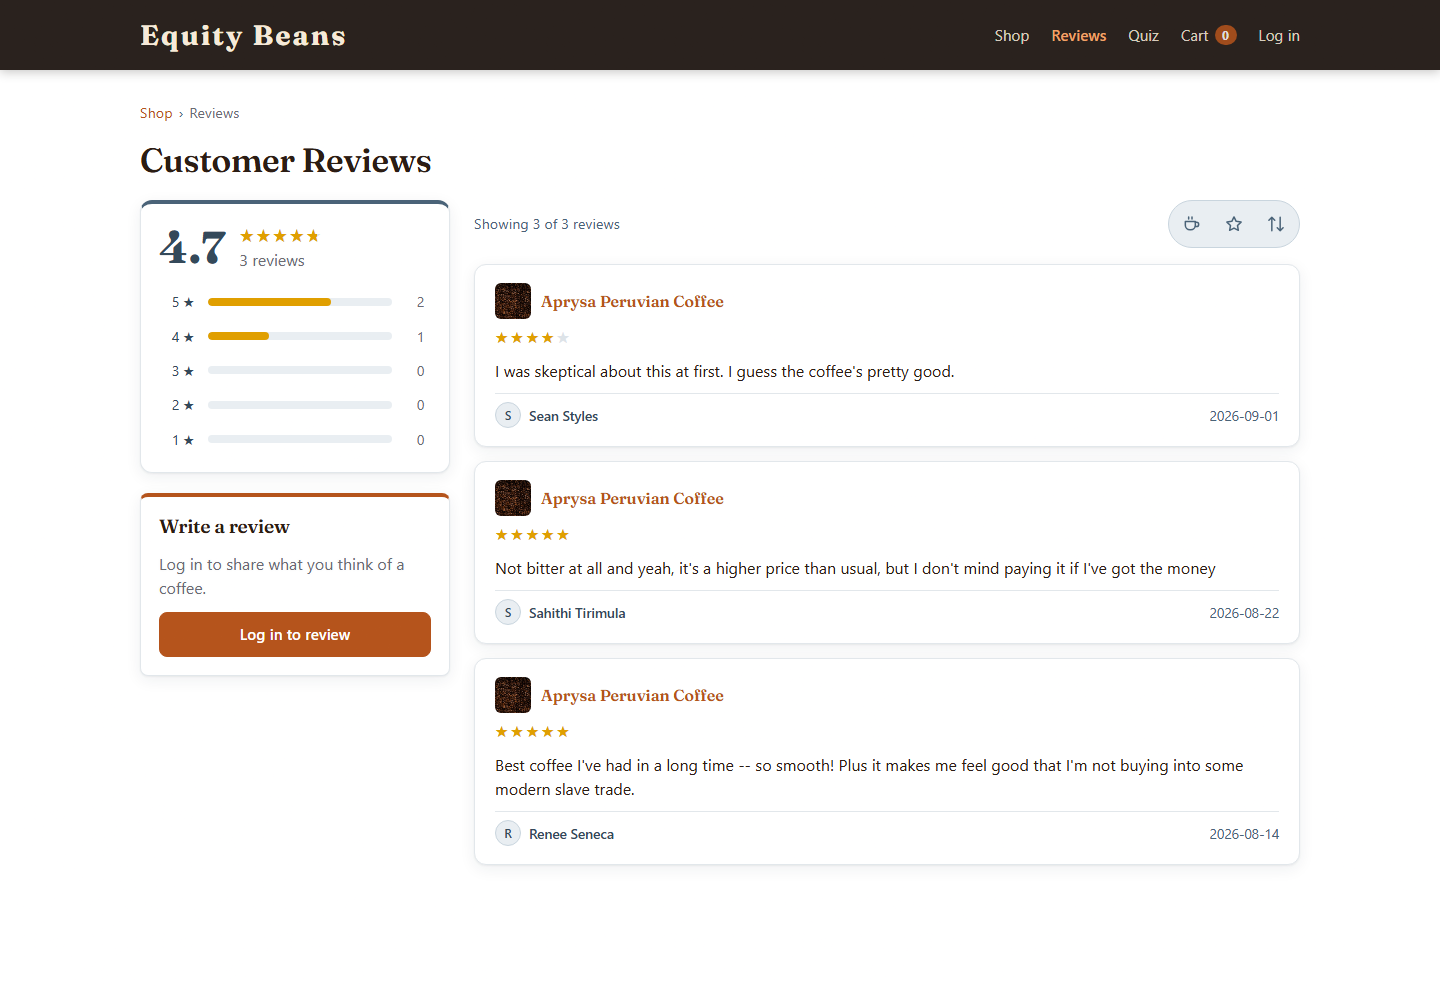 Equity Beans
Shop Reviews Quiz Cart 0 Log in
Shop › Reviews
Customer Reviews
4.7
★★★★★
3 reviews
5 ★ 2
4 ★ 1
3 ★ 0
2 ★ 0
1 ★ 0
Write a review
Log in to share what you think of a
coffee.
Log in to review
Showing 3 of 3 reviews
Aprysa Peruvian Coffee
★★★★★
I was skeptical about this at first. I guess the coffee's pretty good.
S Sean Styles 2026-09-01
Aprysa Peruvian Coffee
★★★★★
Not bitter at all and yeah, it's a higher price than usual, but I don't mind paying it if I've got the money
S Sahithi Tirimula 2026-08-22
Aprysa Peruvian Coffee
★★★★★
Best coffee I've had in a long time -- so smooth! Plus it makes me feel good that I'm not buying into some
modern slave trade.
R Renee Seneca 2026-08-14